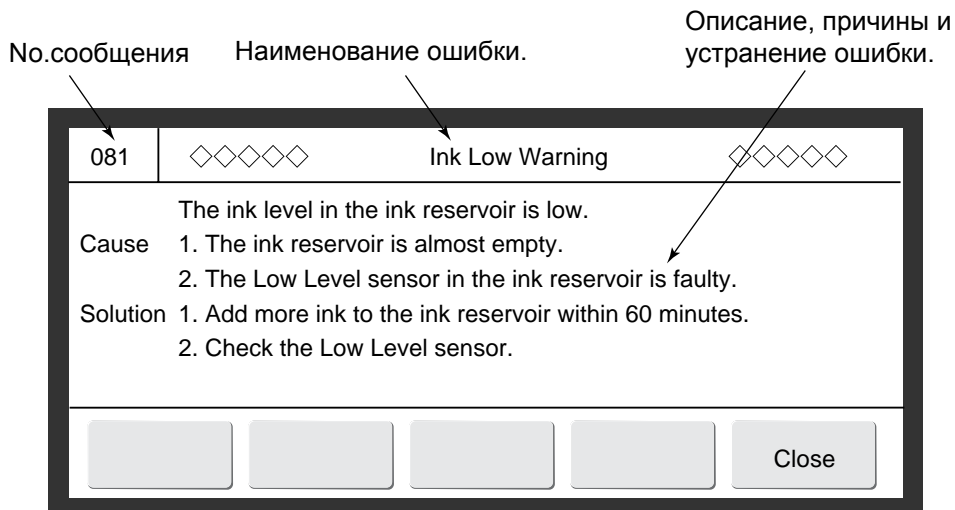 Описание, причины и
устранение ошибки.
No.сообщения
Наименование ошибки.
081 ◇◇◇◇◇ Ink Low Warning ◇◇◇◇◇
The ink level in the ink reservoir is low.
Cause 1. The ink reservoir is almost empty.
2. The Low Level sensor in the ink reservoir is faulty.
Solution 1. Add more ink to the ink reservoir within 60 minutes.
2. Check the Low Level sensor.
Close